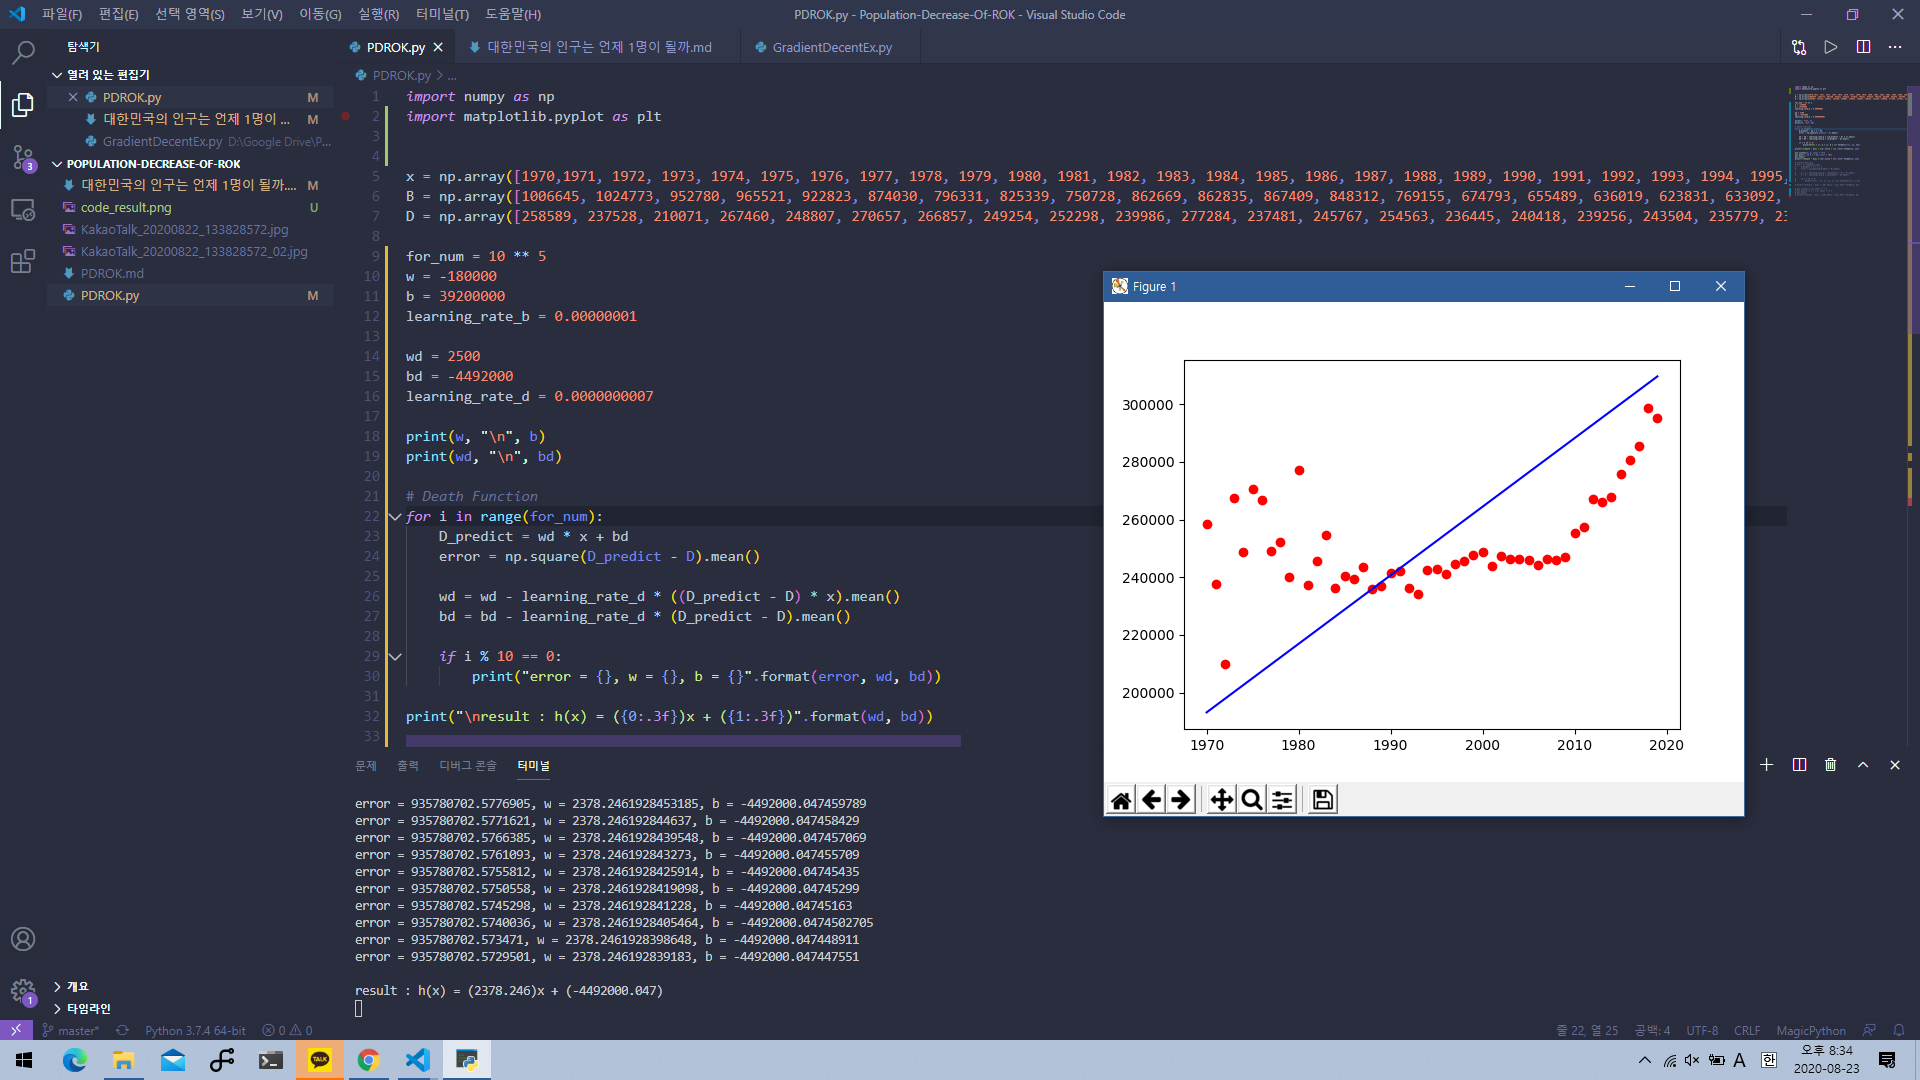 파일(F) 편집(E) 선택 영역(S) 보기(V) 이동(G) 실행(R) 터미널(T) 도움말(H)
PDROK.py - Population-Decrease-Of-ROK - Visual Studio Code
탐색기
열려 있는 편집기
PDROK.py M
대한민국의 인구는 언제 1명이 ... M
GradientDecentEx.py D:\Google Drive\P...
POPULATION-DECREASE-OF-ROK
대한민국의 인구는 언제 1명이 될까.... M
code_result.png U
KakaoTalk_20200822_133828572.jpg
KakaoTalk_20200822_133828572_02.jpg
PDROK.md
PDROK.py M
개요
타임라인
3
1
PDROK.py
대한민국의 인구는 언제 1명이 될까.md
GradientDecentEx.py
PDROK.py > ...
1 import numpy as np
2 import matplotlib.pyplot as plt
3
4
5 x = np.array([1970,1971, 1972, 1973, 1974, 1975, 1976, 1977, 1978, 1979, 1980, 1981, 1982, 1983, 1984, 1985, 1986, 1987, 1988, 1989, 1990, 1991, 1992, 1993, 1994, 1995,
6 B = np.array([1006645, 1024773, 952780, 965521, 922823, 874030, 796331, 825339, 750728, 862669, 862835, 867409, 848312, 769155, 674793, 655489, 636019, 623831, 633092,
7 D = np.array([258589, 237528, 210071, 267460, 248807, 270657, 266857, 249254, 252298, 239986, 277284, 237481, 245767, 254563, 236445, 240418, 239256, 243504, 235779, 23
8
9 for_num = 10 ** 5
10 w = -180000
11 b = 39200000
12 learning_rate_b = 0.00000001
13
14 wd = 2500
15 bd = -4492000
16 learning_rate_d = 0.0000000007
17
18 print(w, "\n", b)
19 print(wd, "\n", bd)
20
21 # Death Function
22 for i in range(for_num):
23 D_predict = wd * x + bd
24 error = np.square(D_predict - D).mean()
25
26 wd = wd - learning_rate_d * ((D_predict - D) * x).mean()
27 bd = bd - learning_rate_d * (D_predict - D).mean()
28
29 if i % 10 == 0:
30 print("error = {}, w = {}, b = {}".format(error, wd, bd))
31
32 print("\nresult : h(x) = ({0:.3f})x + ({1:.3f})".format(wd, bd))
33
Figure 1
300000
280000
260000
240000
220000
200000
1970 1980 1990 2000 2010 2020
문제 출력 디버그 콘솔 터미널
error = 935780702.5776905, w = 2378.2461928453185, b = -4492000.047459789
error = 935780702.5771621, w = 2378.246192844637, b = -4492000.047458429
error = 935780702.5766385, w = 2378.2461928439548, b = -4492000.047457069
error = 935780702.5761093, w = 2378.246192843273, b = -4492000.047455709
error = 935780702.5755812, w = 2378.2461928425914, b = -4492000.04745435
error = 935780702.5750558, w = 2378.2461928419098, b = -4492000.04745299
error = 935780702.5745298, w = 2378.246192841228, b = -4492000.04745163
error = 935780702.5740036, w = 2378.2461928405464, b = -4492000.0474502705
error = 935780702.573471, w = 2378.2461928398648, b = -4492000.047448911
error = 935780702.5729501, w = 2378.246192839183, b = -4492000.047447551
result : h(x) = (2378.246)x + (-4492000.047)
master* Python 3.7.4 64-bit 0 0
줄 22, 열 25 공백: 4 UTF-8 CRLF MagicPython
TALK
A 한 오후 8:34
2020-08-23